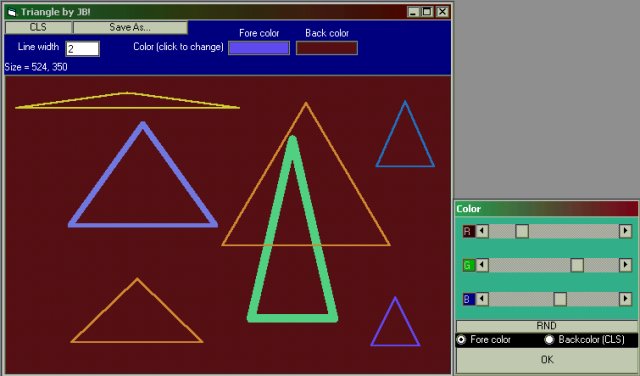 Triangle by JB!
CLS
Save As...
Line width
2
Color (click to change)
Fore color
Back color
Size = 524, 350
Color
R
G
B
RND
Fore color
Backcolor (CLS)
OK